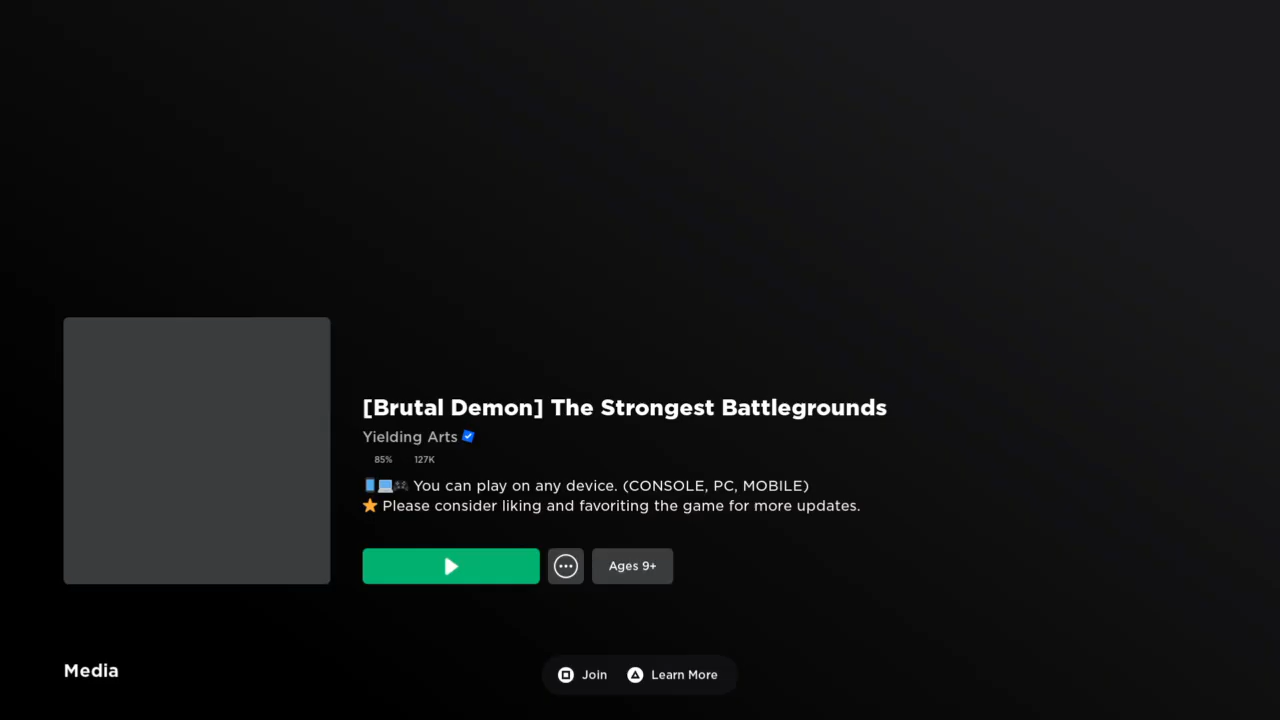 [Brutal Demon] The Strongest Battlegrounds
Yielding Arts
85% 127K
You can play on any device. (CONSOLE, PC, MOBILE)
Please consider liking and favoriting the game for more updates.
Ages 9+
Media
Join Learn More